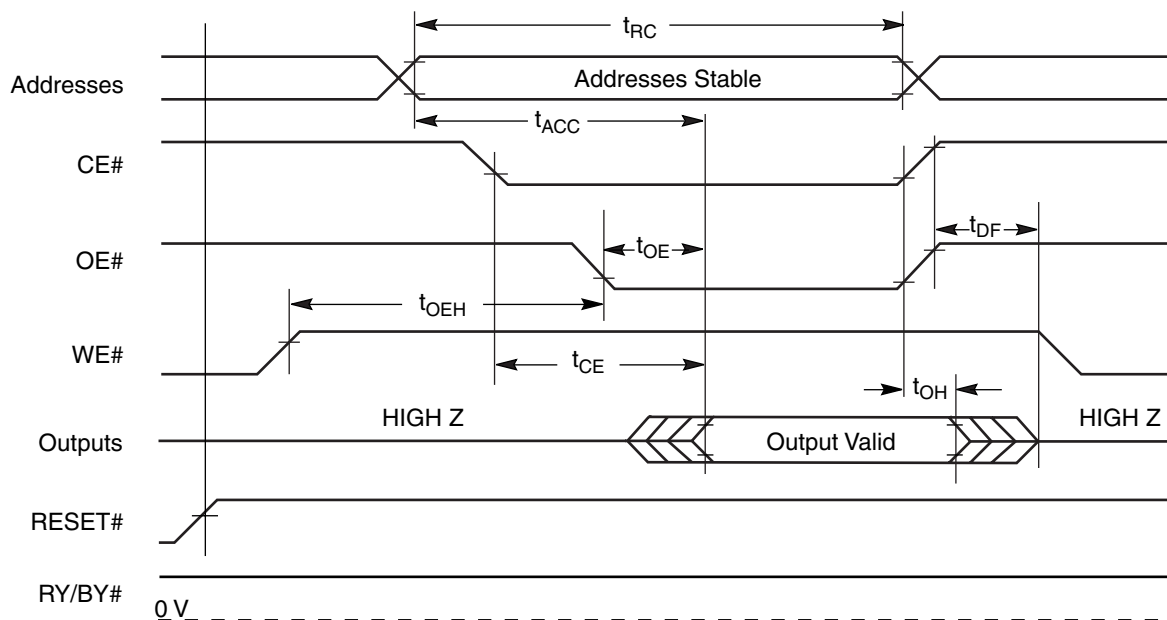 tRC
Addresses
Addresses Stable
tACC
CE#
OE#
tOE
tDF
tOEH
WE#
tCE
tOH
HIGH Z
HIGH Z
Outputs
Output Valid
RESET#
RY/BY#
0 V